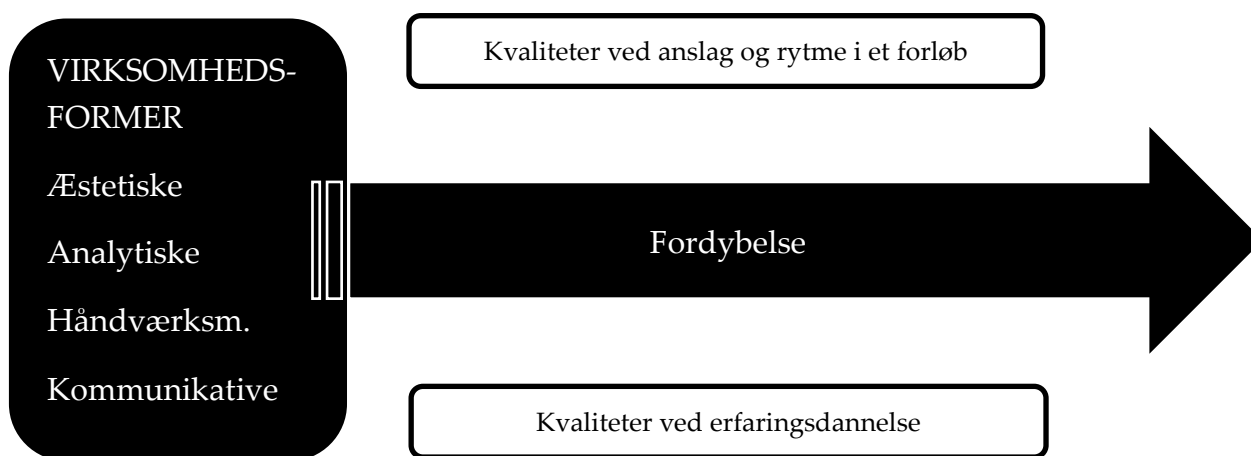 VIRKSOMHEDS-
FORMER
Æstetiske
Analytiske
Håndværksm.
Kommunikative
Kvaliteter ved anslag og rytme i et forløb
Fordybelse
Kvaliteter ved erfaringsdannelse